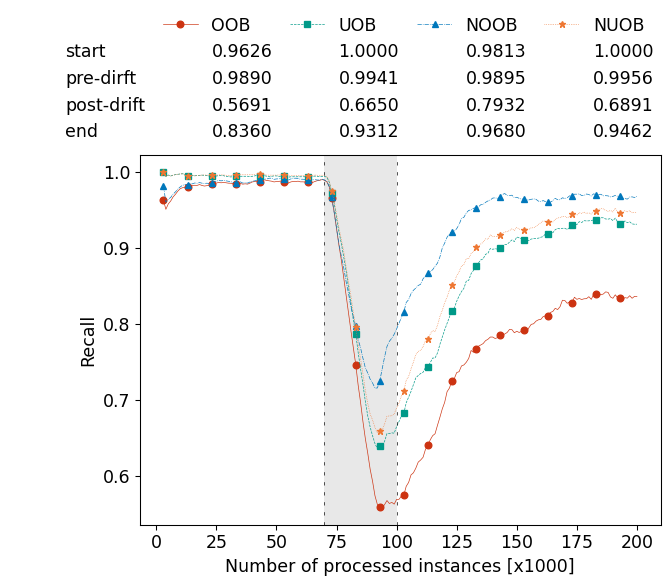 OOB UOB NOOB NUOB
start 0.9626 1.0000 0.9813 1.0000
pre-dirft 0.9890 0.9941 0.9895 0.9956
post-drift 0.5691 0.6650 0.7932 0.6891
end 0.8360 0.9312 0.9680 0.9462
1.0
0.9
0.8
0.7
0.6
Recall
0 25 50 75 100 125 150 175 200
Number of processed instances [x1000]